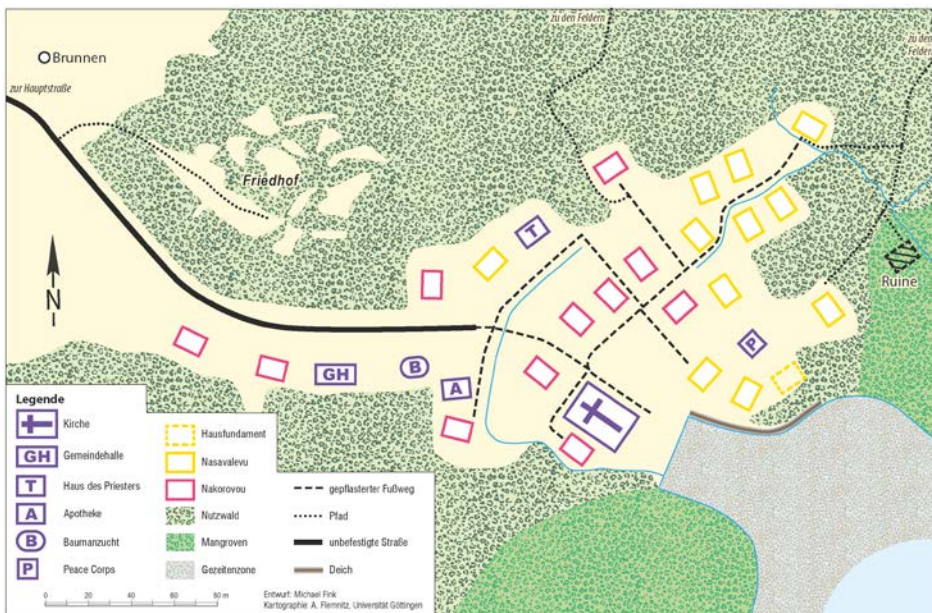 zu den Feldern
zu den
Feldern
Brunnen
zur Hauptstraße
Friedhof
T
N
Ruine
P
GH
B
A
Legende
Kirche
GH Gemeindehalle
T Haus des Priesters
A Apotheke
B Baumanzucht
P Peace Corps
Hausfundament
Nasavalevu
Nakorovou
Nutzwald
Mangroven
Gezeitenzone
gepflasterter Fußweg
Pfad
unbefestigte Straße
Deich
0 20 40 60 80 m
Entwurf: Michael Fink
Kartographie: A. Flemnitz, Universität Göttingen